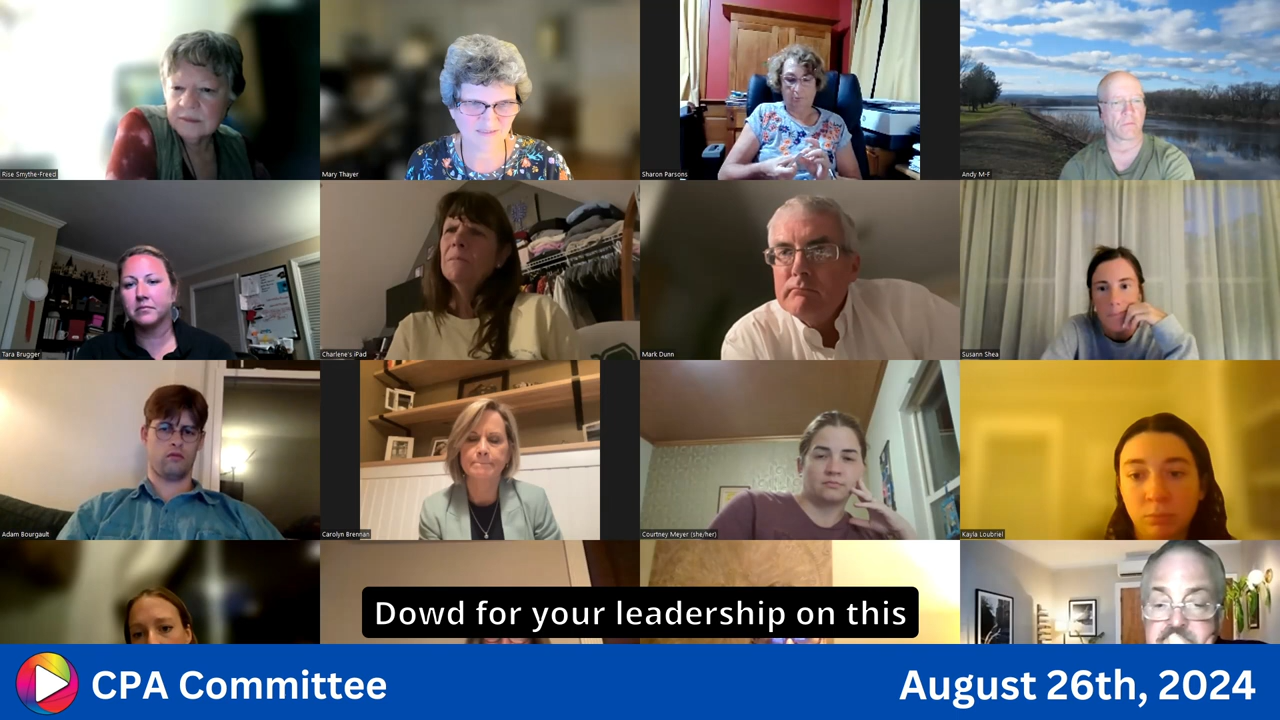 Rise Smythe-Freed
Mary Thayer
Sharon Parsons
Andy M-F
Tara Brugger
Charlene's iPad
Mark Dunn
Susann Shea
Adam Bourgault
Carolyn Brennan
Courtney Meyer (she/her)
Kayla Loubriel
Dowd for your leadership on this
CPA Committee
August 26th, 2024